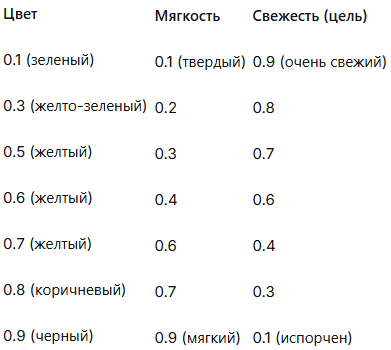 Цвет Мягкость Свежесть (цель)
0.1 (зеленый) 0.1 (твердый) 0.9 (очень свежий)
0.3 (желто-зеленый) 0.2 0.8
0.5 (желтый) 0.3 0.7
0.6 (желтый) 0.4 0.6
0.7 (желтый) 0.6 0.4
0.8 (коричневый) 0.7 0.3
0.9 (черный) 0.9 (мягкий) 0.1 (испорчен)